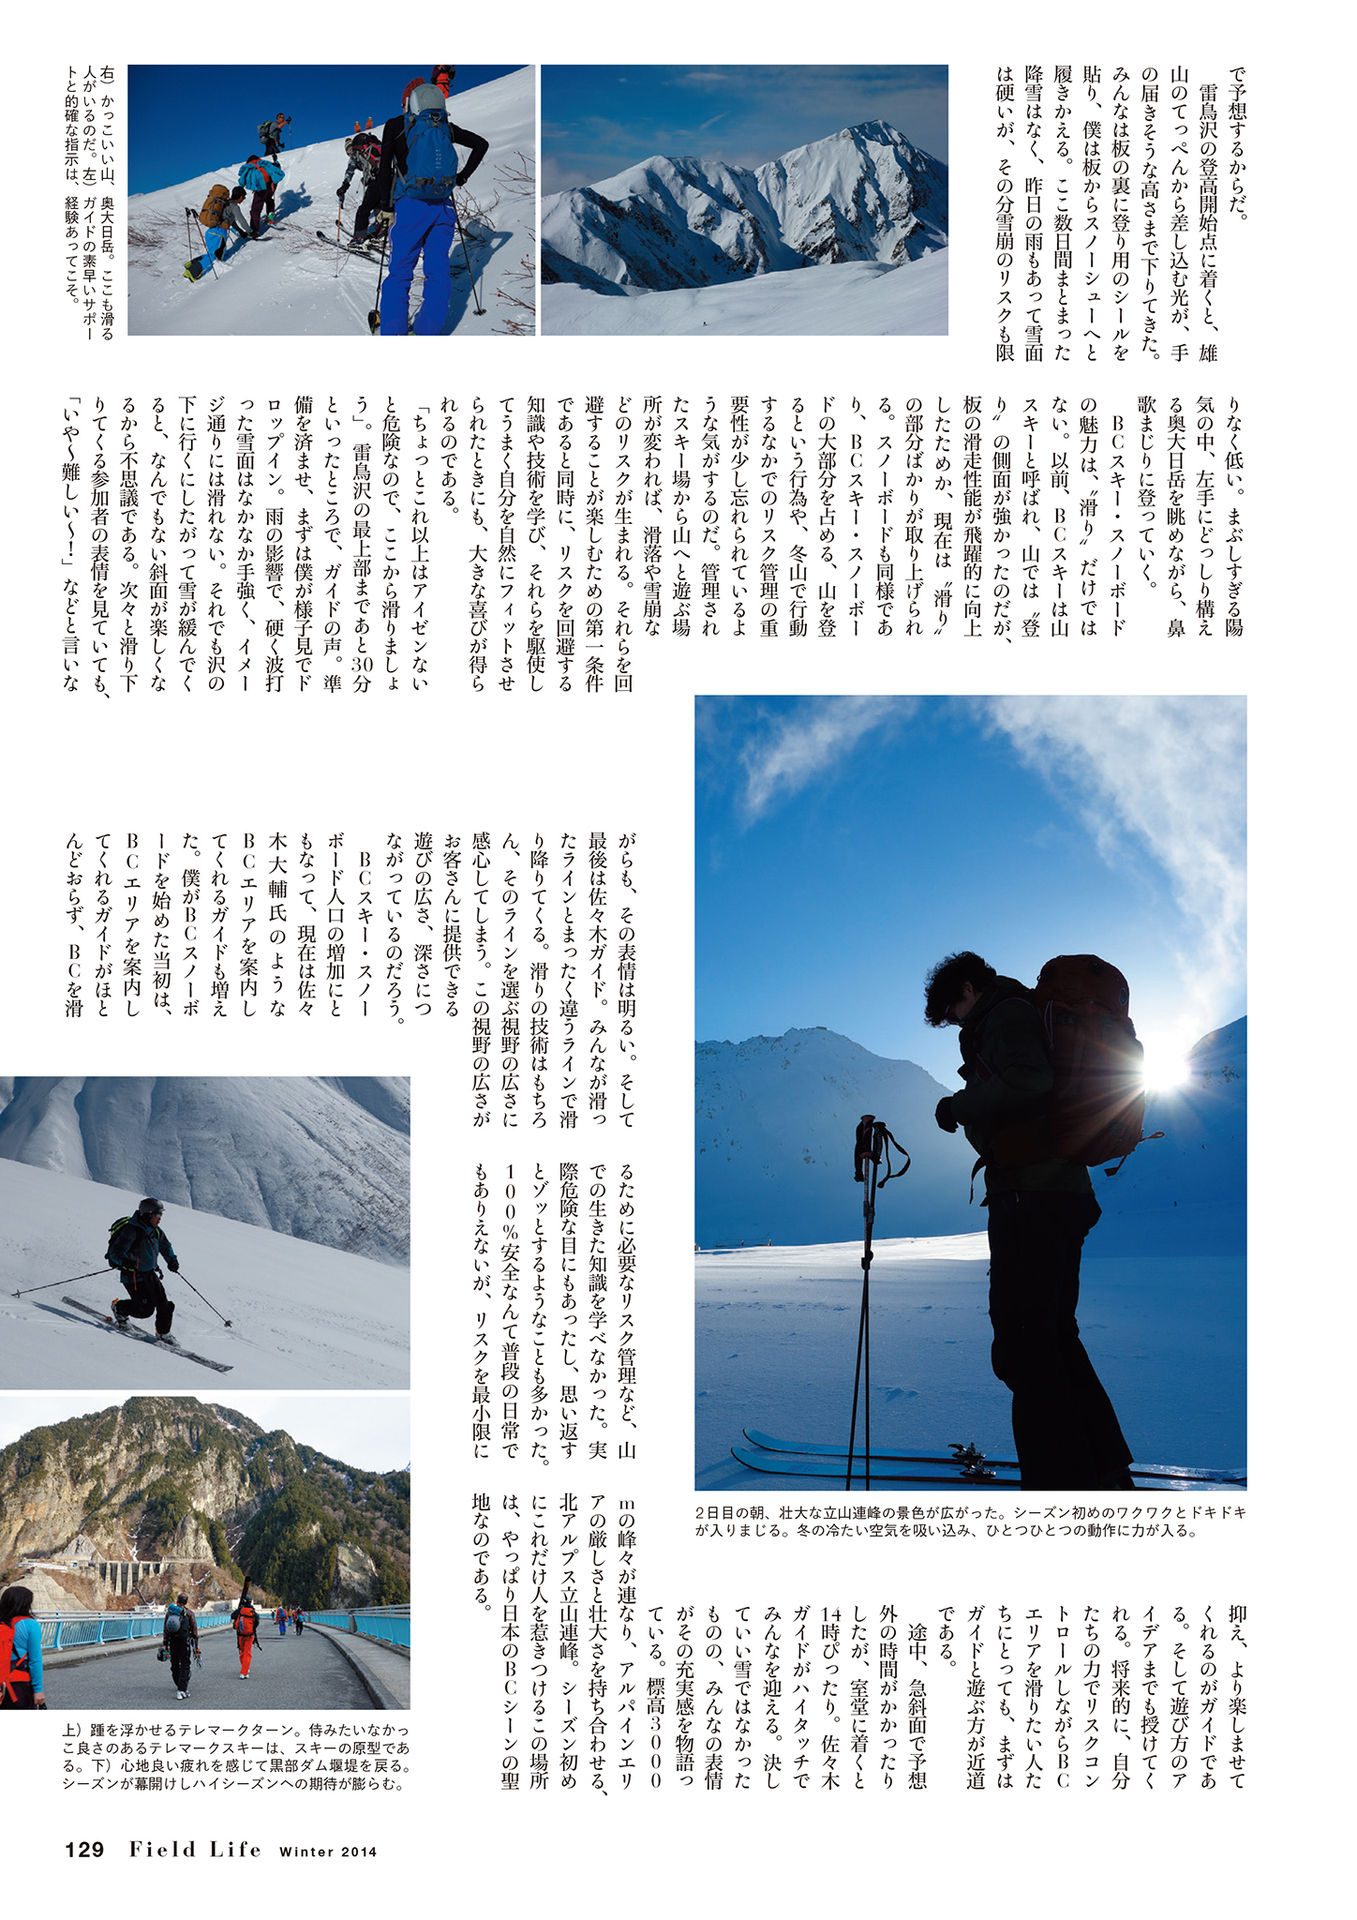 で予想するからだ。
　雷鳥沢の登高開始点に着くと、雄
山のてっぺんから差し込む光が、手
の届きそうな高さまで下りてきた。
みんなは板の裏に登り用のシールを
貼り、僕は板からスノーシューへと
履きかえる。ここ数日間まとまった
降雪はなく、昨日の雨もあって雪面
は硬いが、その分雪崩のリスクも限
右）かっこいい山、奥大日岳。ここも滑る
人がいるのだ。左）ガイドの素早いサポー
トと的確な指示は、経験あってこそ。
りなく低い。まぶしすぎる陽
気の中、左手にどっしり構え
る奥大日岳を眺めながら、鼻
歌まじりに登っていく。
　BCスキー・スノーボード
の魅力は、〝滑り〟だけでは
ない。以前、BCスキーは山
スキーと呼ばれ、山では〝登
り〟の側面が強かったのだが、
板の滑走性能が飛躍的に向上
したためか、現在は〝滑り〟
の部分ばかりが取り上げられ
る。スノーボードも同様であ
り、BCスキー・スノーボー
ドの大部分を占める、山を登
るという行為や、冬山で行動
するなかでのリスク管理の重
要性が少し忘れられているよ
うな気がするのだ。管理され
たスキー場から山へと遊ぶ場
所が変われば、滑落や雪崩な
どのリスクが生まれる。それらを回
避することが楽しむための第一条件
であると同時に、リスクを回避する
知識や技術を学び、それらを駆使し
てうまく自分を自然にフィットさせ
られたときにも、大きな喜びが得ら
れるのである。
「ちょっとこれ以上はアイゼンない
と危険なので、ここから滑りましょ
う」。雷鳥沢の最上部まであと30分
といったところで、ガイドの声。準
備を済ませ、まずは僕が様子見でド
ロップイン。雨の影響で、硬く波打
った雪面はなかなか手強く、イメー
ジ通りには滑れない。それでも沢の
下に行くにしたがって雪が緩んでく
ると、なんでもない斜面が楽しくな
るから不思議である。次々と滑り下
りてくる参加者の表情を見ていても、
「いや〜難しい〜！」などと言いな
がらも、その表情は明るい。そして
最後は佐々木ガイド。みんなが滑っ
たラインとまったく違うラインで滑
り降りてくる。滑りの技術はもちろ
ん、そのラインを選ぶ視野の広さに
感心してしまう。この視野の広さが
お客さんに提供できる
遊びの広さ、深さにつ
ながっているのだろう。
　BCスキー・スノー
ボード人口の増加にと
もなって、現在は佐々
木大輔氏のような
BCエリアを案内し
てくれるガイドも増え
た。僕がBCスノーボ
ードを始めた当初は、
BCエリアを案内し
てくれるガイドがほと
んどおらず、BCを滑
るために必要なリスク管理など、山
での生きた知識を学べなかった。実
際危険な目にもあったし、思い返す
とゾッとするようなことも多かった。
100％安全なんて普段の日常で
もありえないが、リスクを最小限に
抑え、より楽しませて
くれるのがガイドであ
る。そして遊び方のア
イデアまでも授けてく
れる。将来的に、自分
たちの力でリスクコン
トロールしながらBC
エリアを滑りたい人た
ちにとっても、まずは
ガイドと遊ぶ方が近道
である。
　途中、急斜面で予想
外の時間がかかったり
したが、室堂に着くと
14時ぴったり。佐々木
ガイドがハイタッチで
みんなを迎える。決し
ていい雪ではなかった
ものの、みんなの表情
がその充実感を物語っ
ている。標高3000
mの峰々が連なり、アルパインエリ
アの厳しさと壮大さを持ち合わせる、
北アルプス立山連峰。シーズン初め
にこれだけ人を惹きつけるこの場所
は、やっぱり日本のBCシーンの聖
地なのである。
2日目の朝、壮大な立山連峰の景色が広がった。シーズン初めのワクワクとドキドキ
が入りまじる。冬の冷たい空気を吸い込み、ひとつひとつの動作に力が入る。
上）踵を浮かせるテレマークターン。侍みたいなかっ
こ良さのあるテレマークスキーは、スキーの原型であ
る。下）心地良い疲れを感じて黒部ダム堰堤を戻る。
シーズンが幕開けしハイシーズンへの期待が膨らむ。
129 Field Life Winter 2014